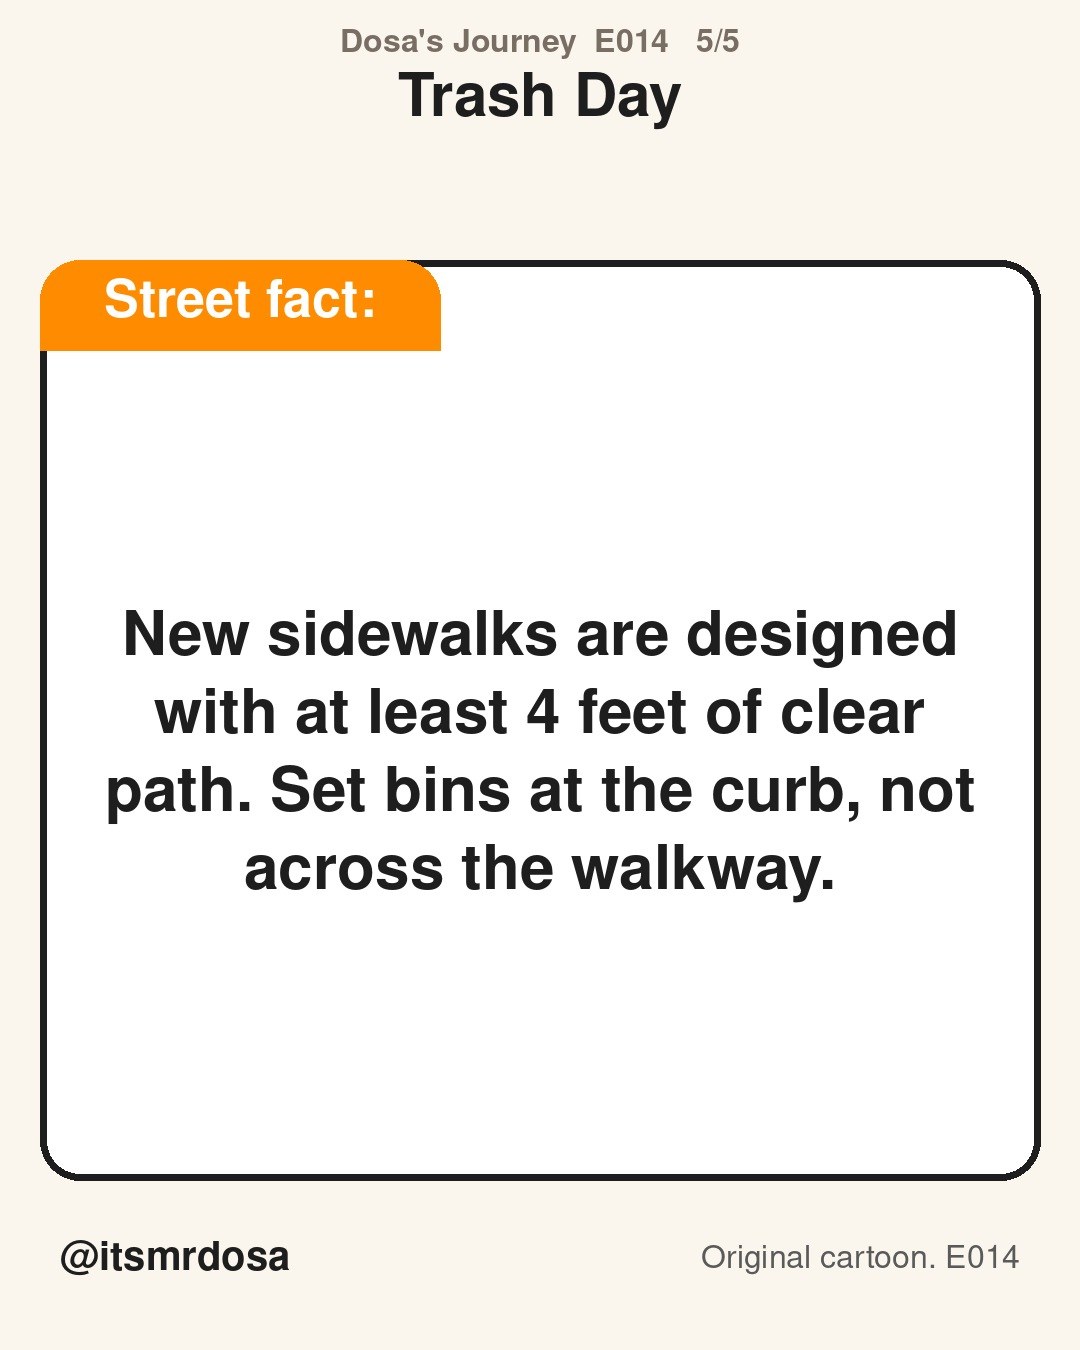 Dosa's Journey E014 5/5
Trash Day
Street fact:
New sidewalks are designed
with at least 4 feet of clear
path. Set bins at the curb, not
across the walkway.
@itsmrdosa
Original cartoon. E014